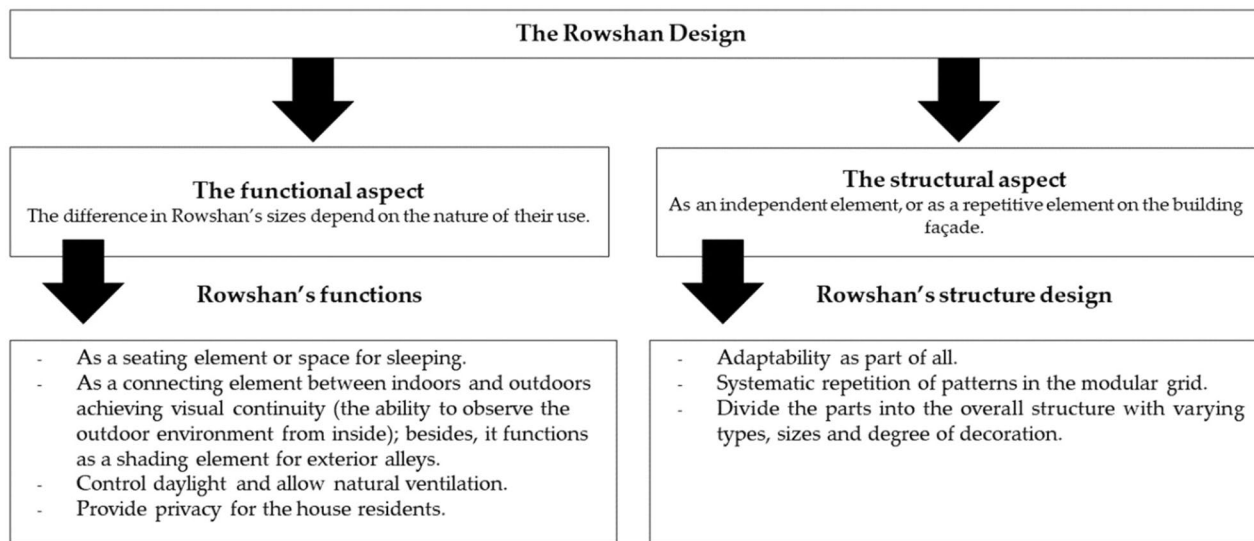 The Rowshan Design
The functional aspect
The difference in Rowshan's sizes depend on the nature of their use.
The structural aspect
As an independent element, or as a repetitive element on the building
façade.
Rowshan's functions
- As a seating element or space for sleeping.
- As a connecting element between indoors and outdoors
achieving visual continuity (the ability to observe the
outdoor environment from inside); besides, it functions
as a shading element for exterior alleys.
- Control daylight and allow natural ventilation.
- Provide privacy for the house residents.
Rowshan's structure design
- Adaptability as part of all.
- Systematic repetition of patterns in the modular grid.
- Divide the parts into the overall structure with varying
types, sizes and degree of decoration.